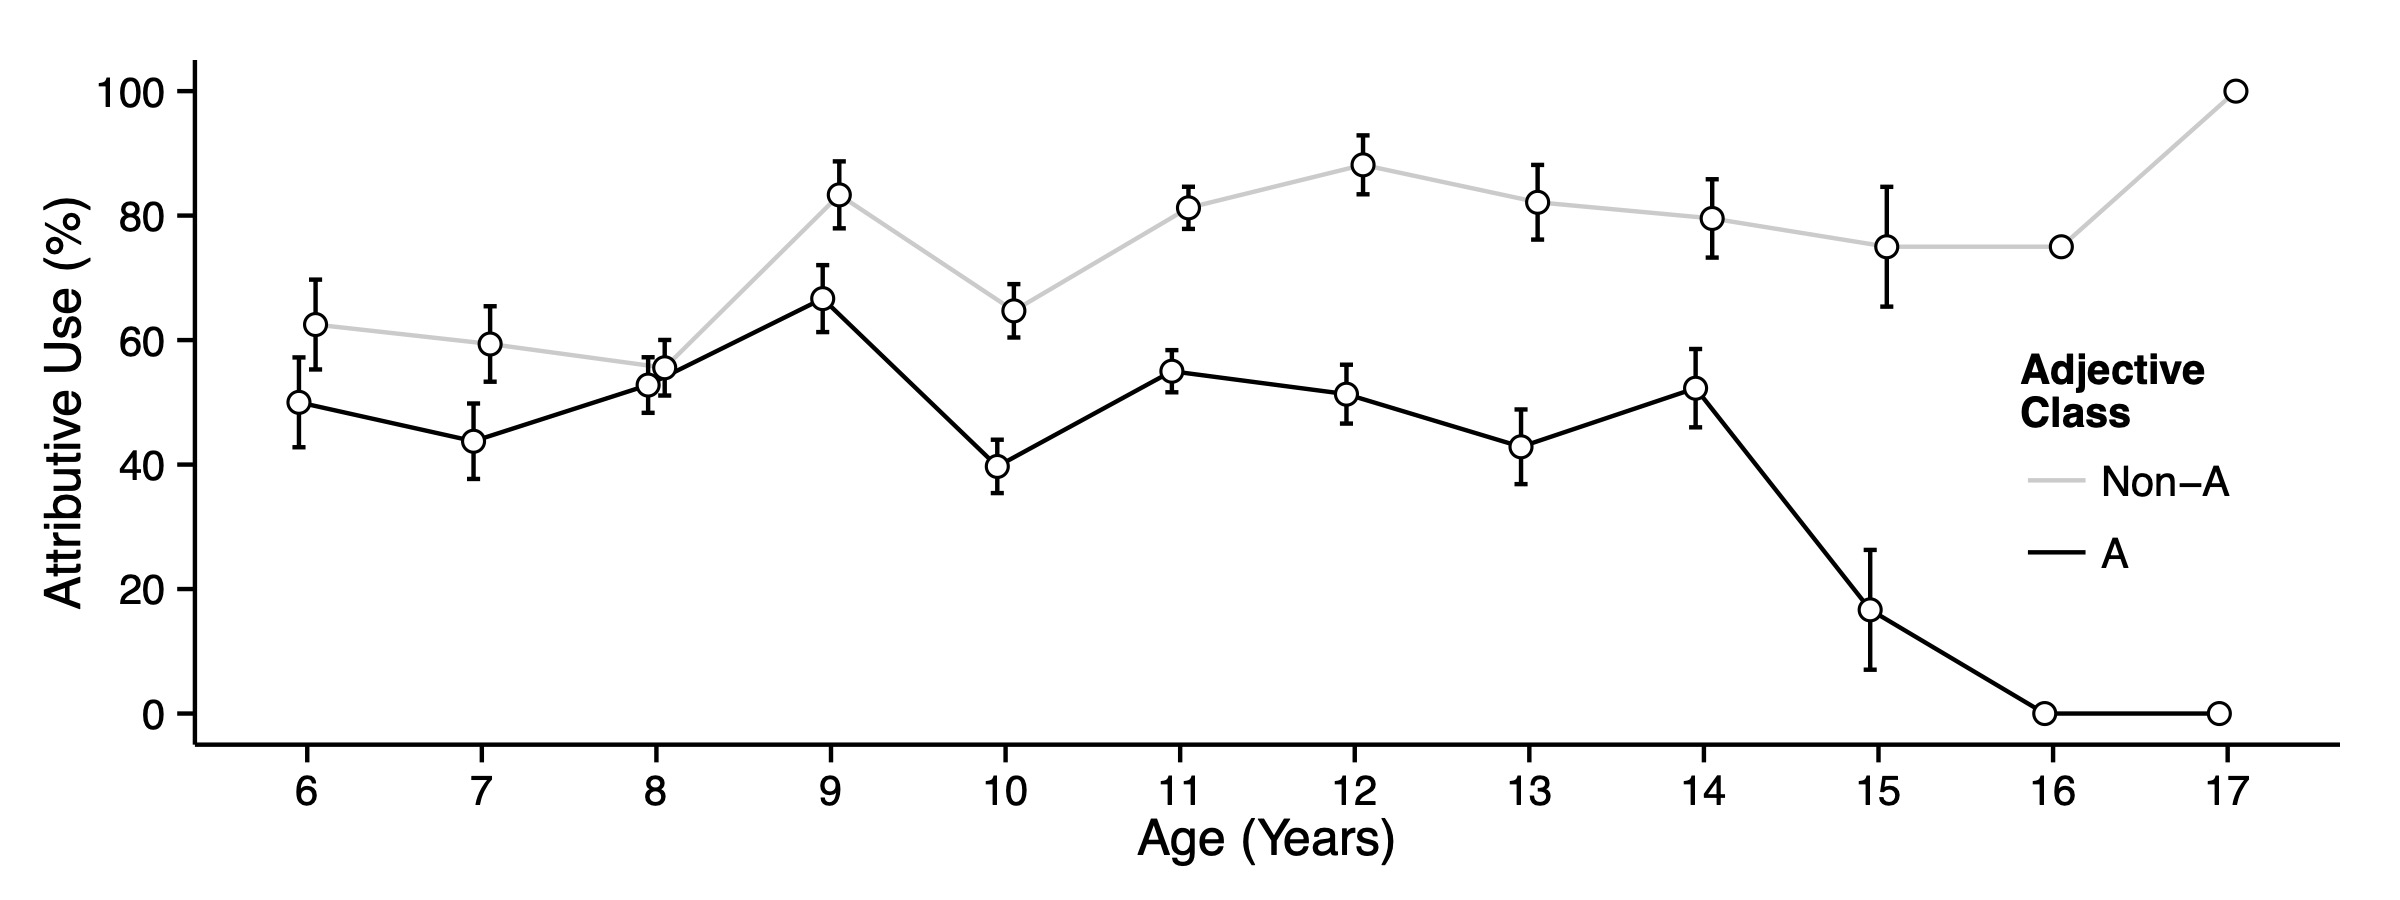 100
80
60
40
20
0
Attributive Use (%)
6 7 8 9 10 11 12 13 14 15 16 17
Age (Years)
Adjective
Class
Non−A
A